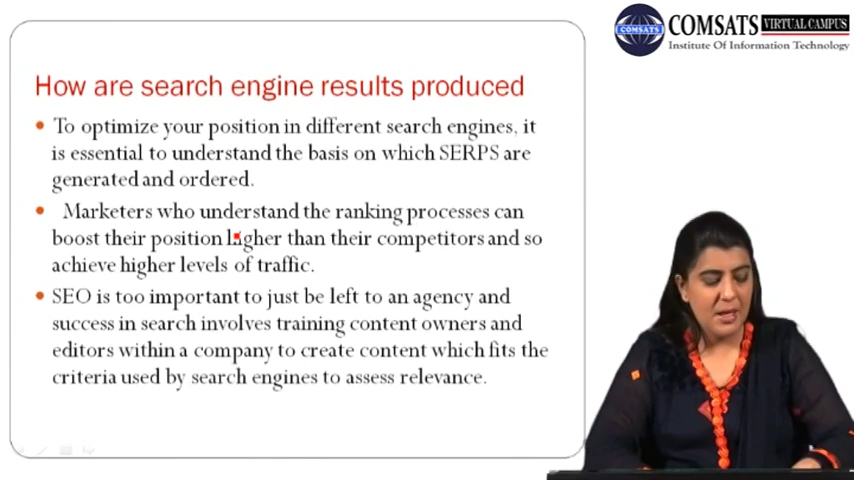 COMSATS VIRTUAL CAMPUS
Institute Of Information Technology
How are search engine results produced
To optimize your position in different search engines, it
is essential to understand the basis on which SERPS are
generated and ordered.
Marketers who understand the ranking processes can
boost their position higher than their competitors and so
achieve higher levels of traffic.
SEO is too important to just be left to an agency and
success in search involves training content owners and
editors within a company to create content which fits the
criteria used by search engines to assess relevance.